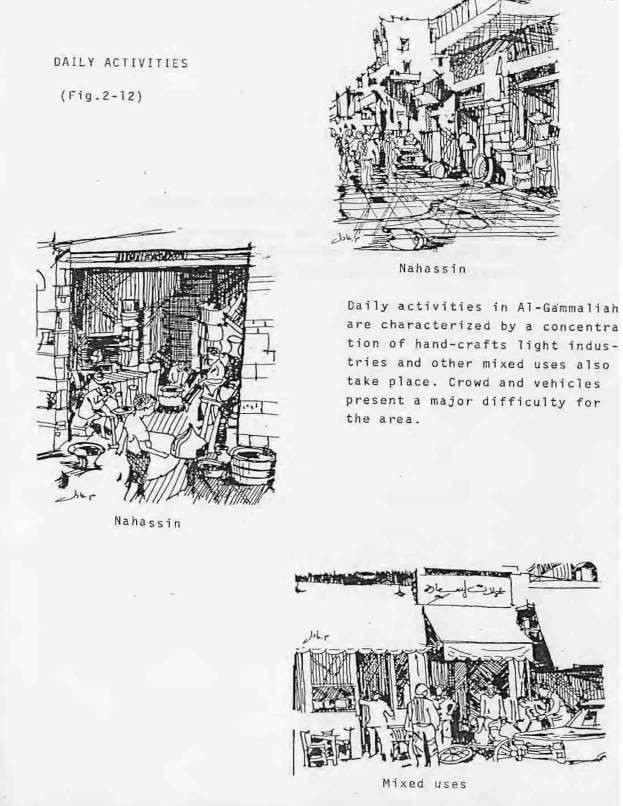 DAILY ACTIVITIES
(Fig.2-12)
Nahassin
Daily activities in Al-Gammaliah
are characterized by a concentra
tion of hand-crafts light indus-
tries and other mixed uses also
take place. Crowd and vehicles
present a major difficulty for
the area.
Nahassin
Mixed uses